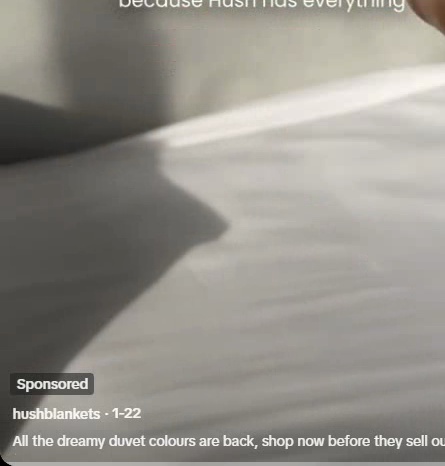 because Hush has everything
Sponsored
hushblankets · 1-22
All the dreamy duvet colours are back, shop now before they sell